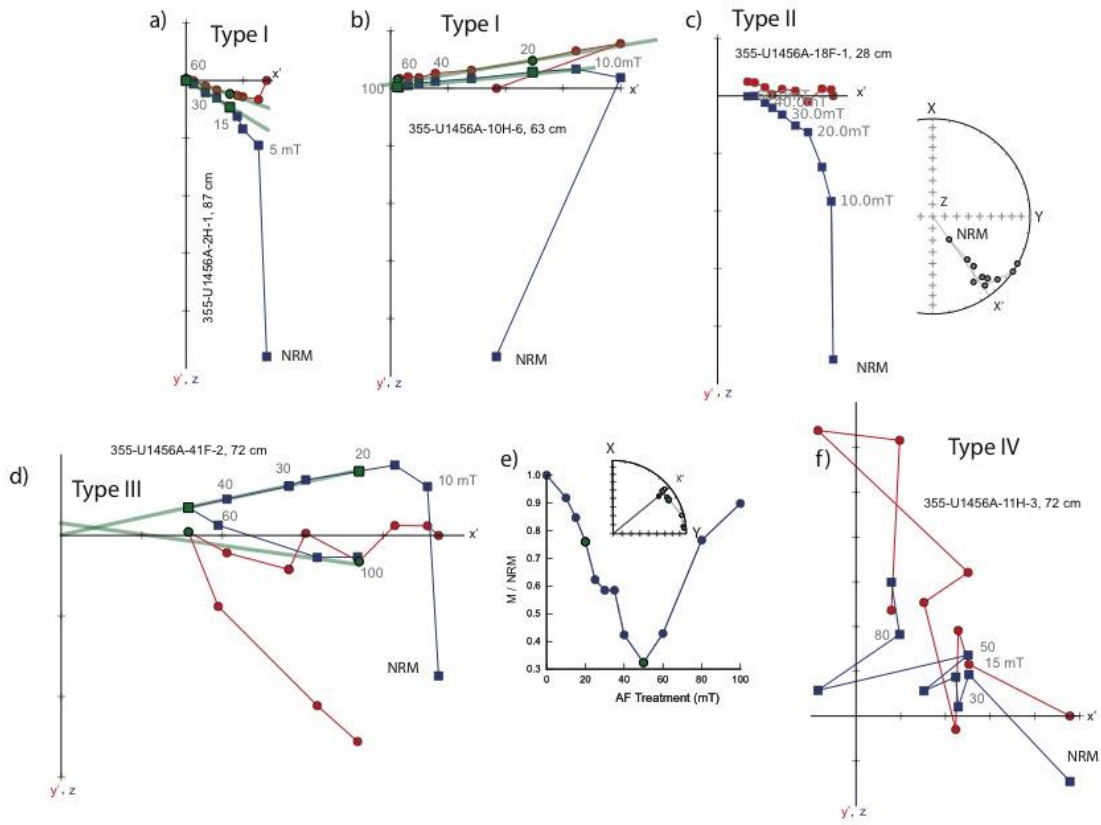 a)
Type I
60
x'
30
15
5 mT
355-U1456A-2H-1, 87 cm
NRM
y', z
b)
Type I
60
40
20
10.0mT
100
x'
355-U1456A-10H-6, 63 cm
NRM
y', z
c)
Type II
355-U1456A-18F-1, 28 cm
x'
40.0mT
30.0mT
20.0mT
10.0mT
NRM
y', z
X
Z
Y
NRM
X'
d)
355-U1456A-41F-2, 72 cm
Type III
20
30
40
10 mT
60
x'
100
NRM
y', z
e)
X
x'
Y
1.0
0.9
0.8
0.7
0.6
0.5
0.4
0.3
M / NRM
0 20 40 60 80 100
AF Treatment (mT)
f)
Type IV
355-U1456A-11H-3, 72 cm
80
50
15 mT
30
x'
NRM
y', z